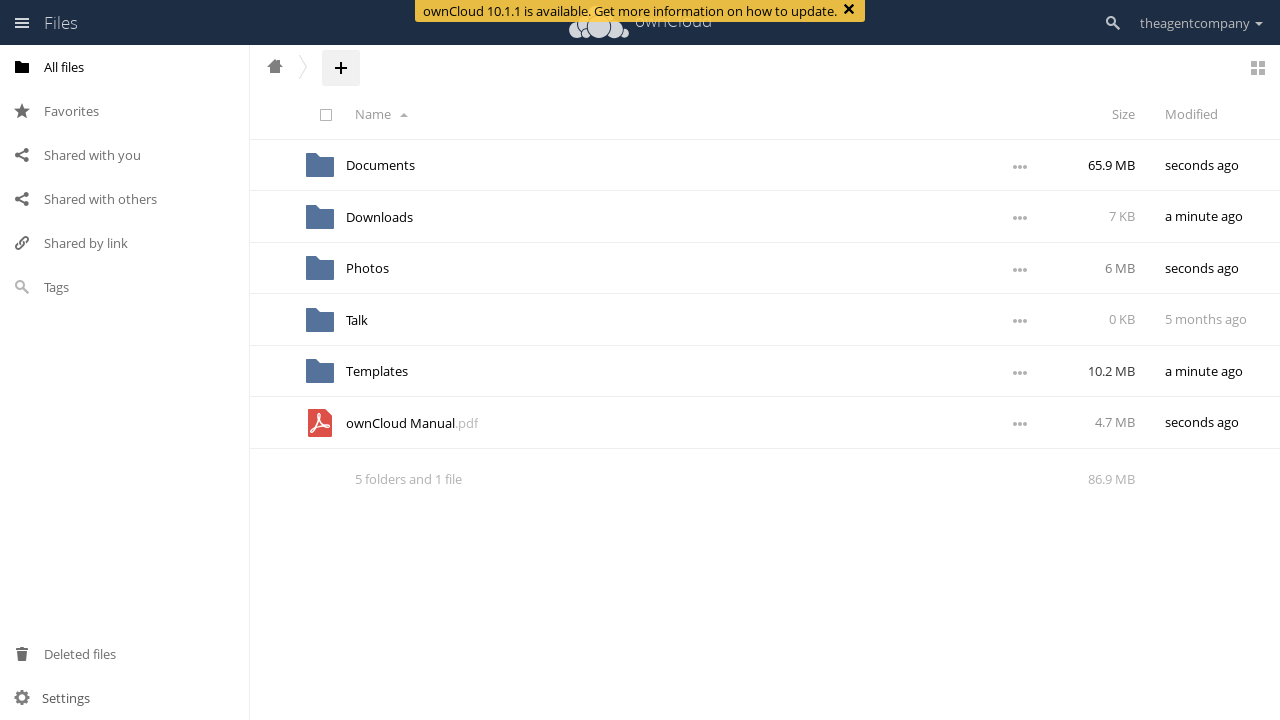 ownCloud 10.1.1 is available. Get more information on how to update. ×
Files
ownCloud
theagentcompany
All files
Favorites
Shared with you
Shared with others
Shared by link
Tags
Deleted files
Settings
+
Name Size Modified
Documents ••• 65.9 MB seconds ago
Downloads ••• 7 KB a minute ago
Photos ••• 6 MB seconds ago
Talk ••• 0 KB 5 months ago
Templates ••• 10.2 MB a minute ago
ownCloud Manual.pdf ••• 4.7 MB seconds ago
5 folders and 1 file 86.9 MB